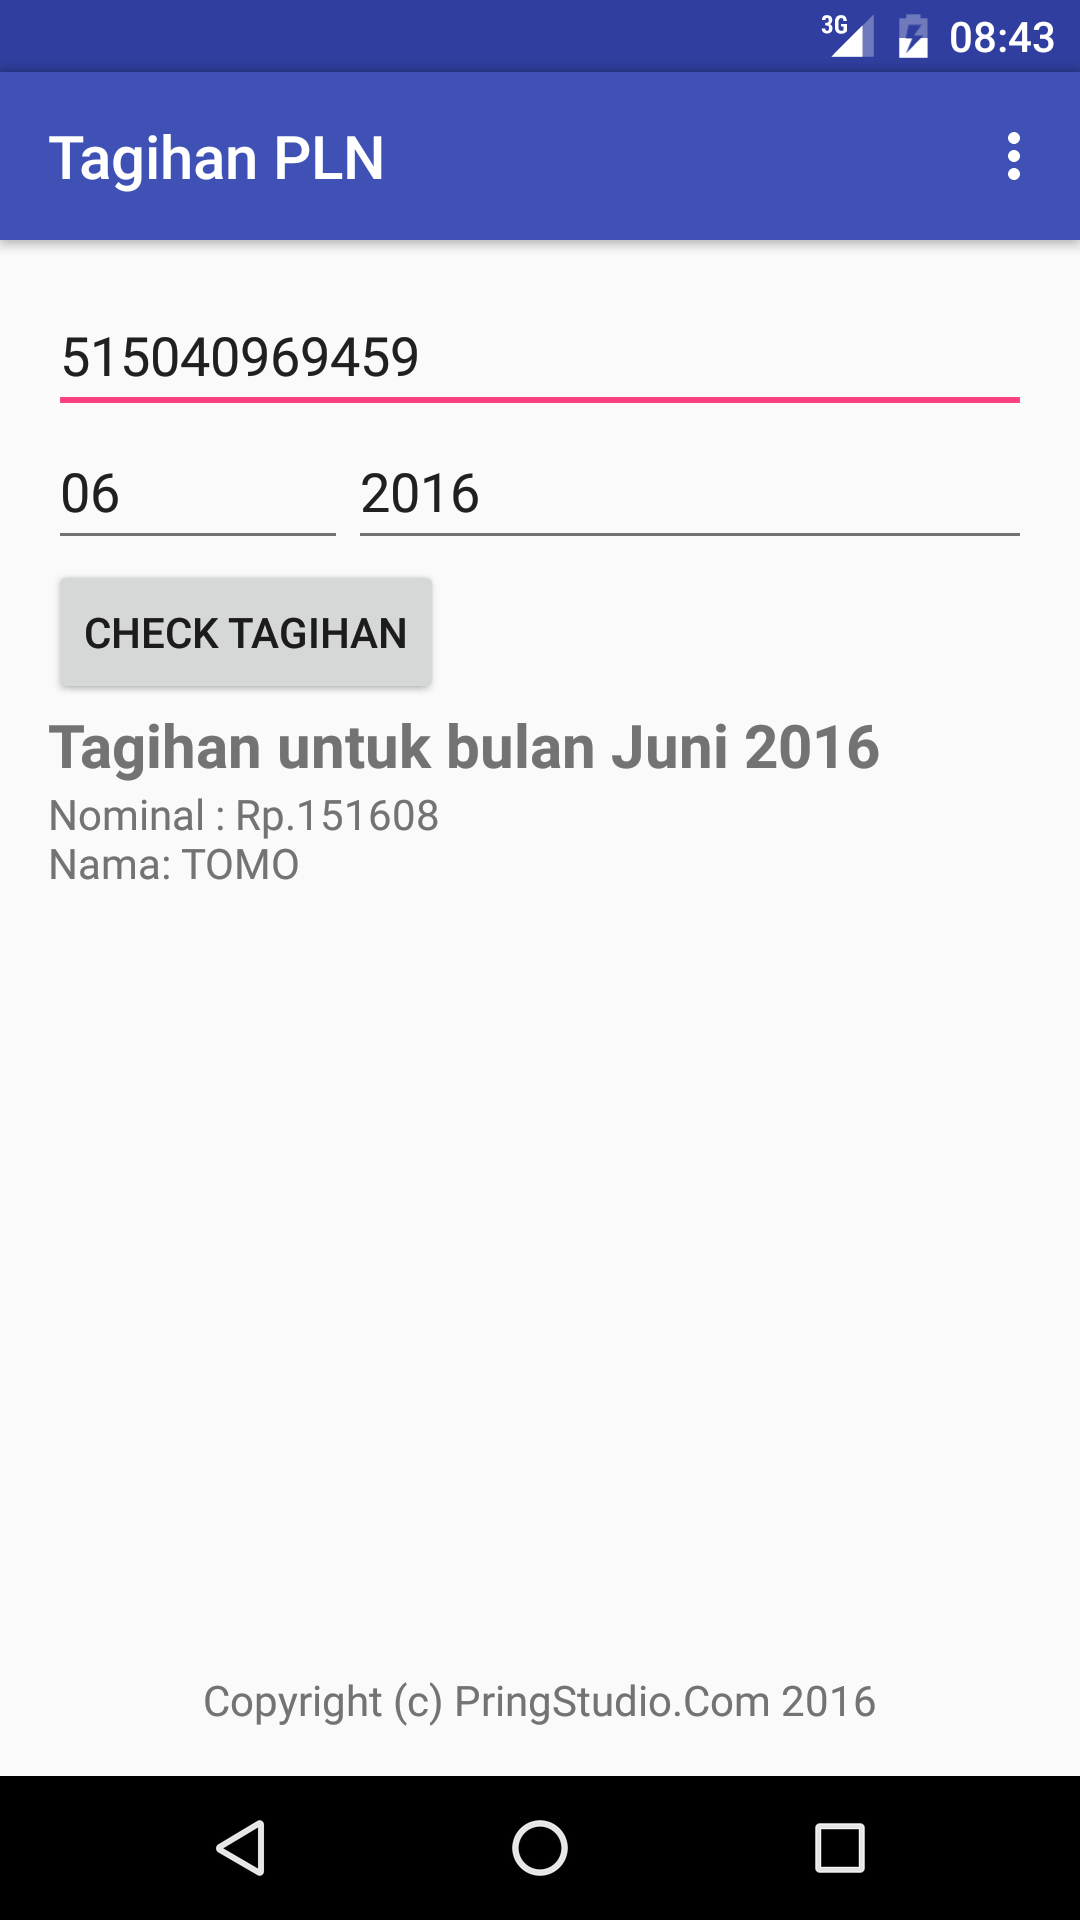 3G 08:43
Tagihan PLN
515040969459
06 2016
CHECK TAGIHAN
Tagihan untuk bulan Juni 2016
Nominal : Rp.151608
Nama: TOMO
Copyright (c) PringStudio.Com 2016